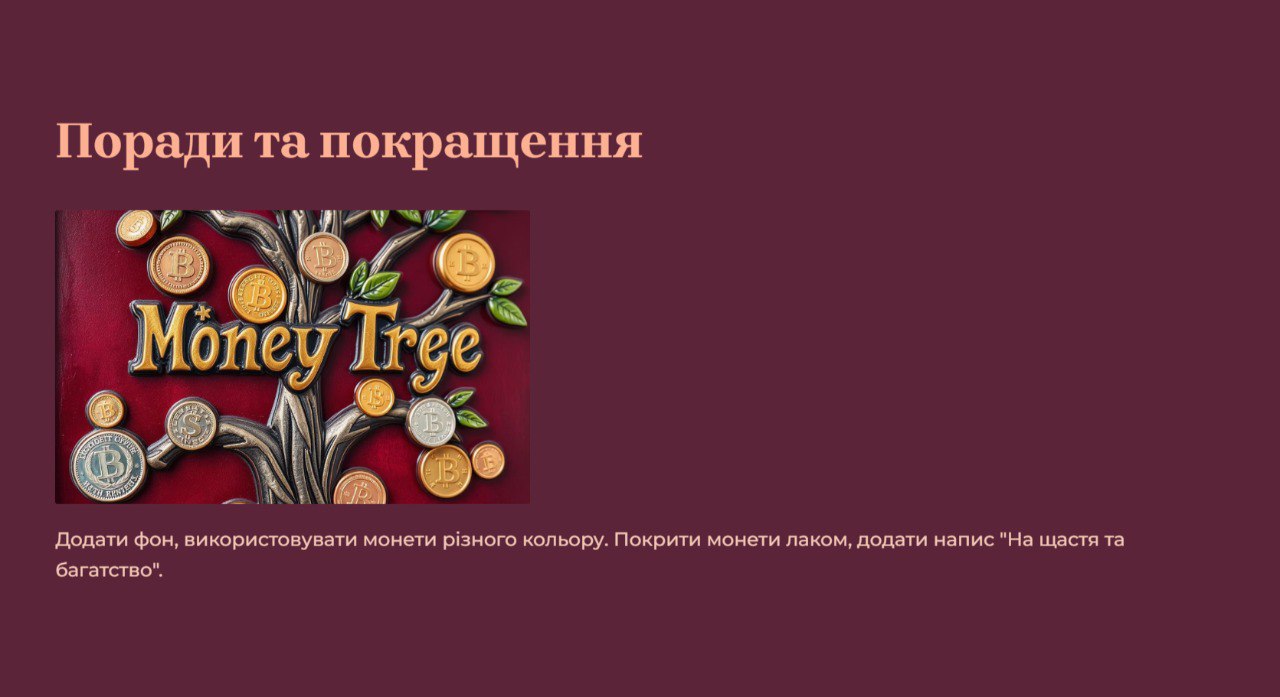 Поради та покращення
Money Tree
Додати фон, використовувати монети різного кольору. Покрити монети лаком, додати напис "На щастя та
багатство".